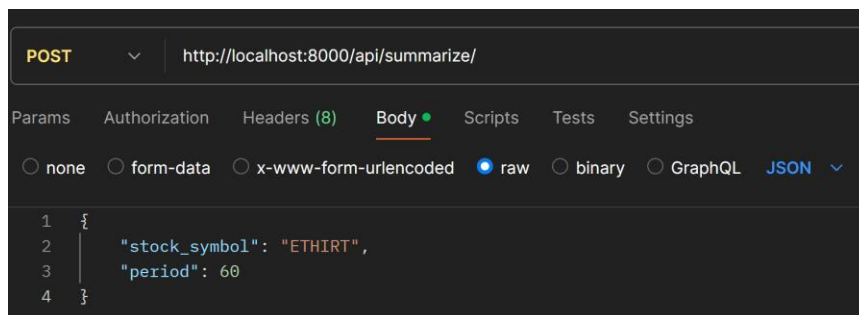 POST http://localhost:8000/api/summarize/
Params Authorization Headers (8) Body Scripts Tests Settings
none form-data x-www-form-urlencoded raw binary GraphQL JSON
1 {
2 "stock_symbol": "ETHIRT",
3 "period": 60
4 }